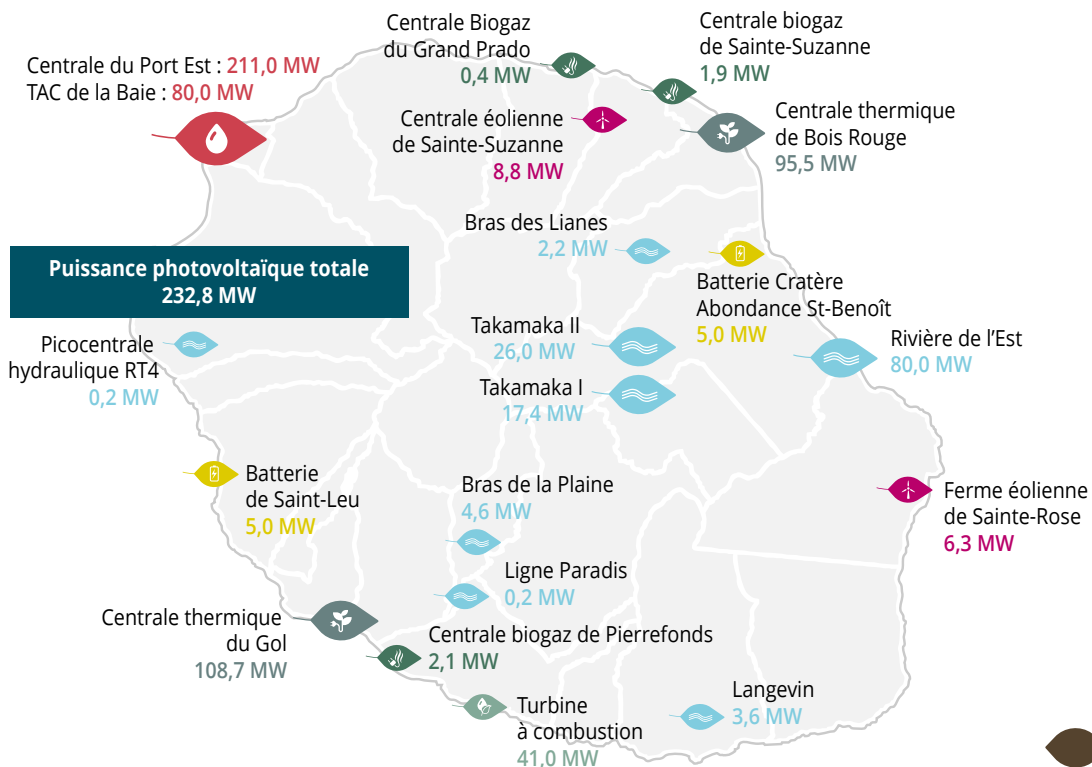 Centrale Biogaz
du Grand Prado
0,4 MW
Centrale biogaz
de Sainte-Suzanne
1,9 MW
Centrale du Port Est : 211,0 MW
TAC de la Baie : 80,0 MW
Centrale éolienne
de Sainte-Suzanne
8,8 MW
Centrale thermique
de Bois Rouge
95,5 MW
Bras des Lianes
2,2 MW
Puissance photovoltaïque totale
232,8 MW
Batterie Cratère
Abondance St-Benoît
5,0 MW
Takamaka II
26,0 MW
Rivière de l’Est
80,0 MW
Picocentrale
hydraulique RT4
0,2 MW
Takamaka I
17,4 MW
Batterie
de Saint-Leu
5,0 MW
Bras de la Plaine
4,6 MW
Ferme éolienne
de Sainte-Rose
6,3 MW
Ligne Paradis
0,2 MW
Centrale thermique
du Gol
108,7 MW
Centrale biogaz de Pierrefonds
2,1 MW
Langevin
3,6 MW
Turbine
à combustion
41,0 MW